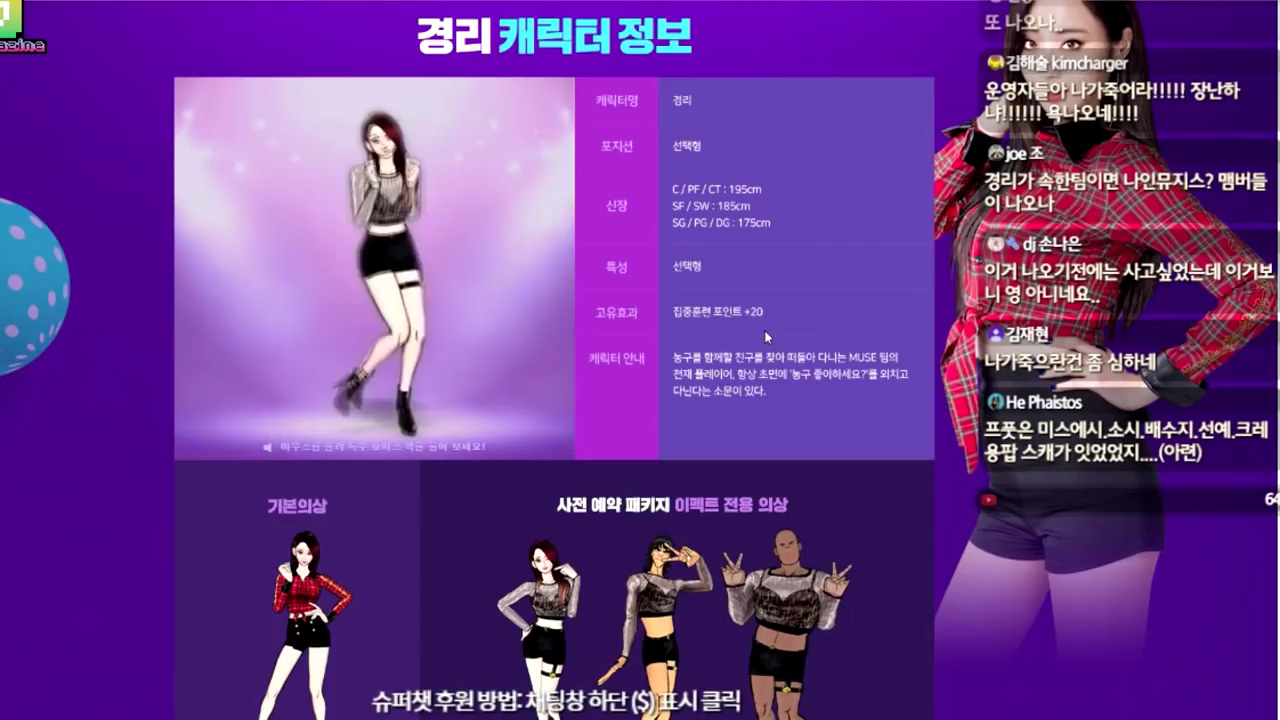 azine
경리 캐릭터 정보
캐릭터명
경리
포지션
선택형
신장
C / PF / CT : 195cm
SF / SW : 185cm
SG / PG / DG : 175cm
특성
선택형
고유효과
집중훈련 포인트 +20
캐릭터 안내
농구를 함께할 친구를 찾아 떠돌아 다니는 MUSE 팀의
천재 플레이어. 항상 초면에 '농구 좋아하세요?'를 외치고
다닌다는 소문이 있다.
기본의상
사전 예약 패키지 이펙트 전용 의상
슈퍼챗 후원 방법: 채팅창 하단 ($) 표시 클릭
또 나오나..
김해술 kimcharger
운영자들아 나가죽어라!!!!! 장난하
냐!!!!!! 욕나오네!!!!
joe 조
경리가 속한팀이면 나인뮤지스? 맴버들
이 나오나
dj 손나은
이거 나오기전에는 사고싶었는데 이거보
니 영 아니네요..
김재현
나가죽으란건 좀 심하네
He Phaistos
프풋은 미스에시.소시.배수지.선예.크레
용팝 스캐가 잇었었지....(아련)
64